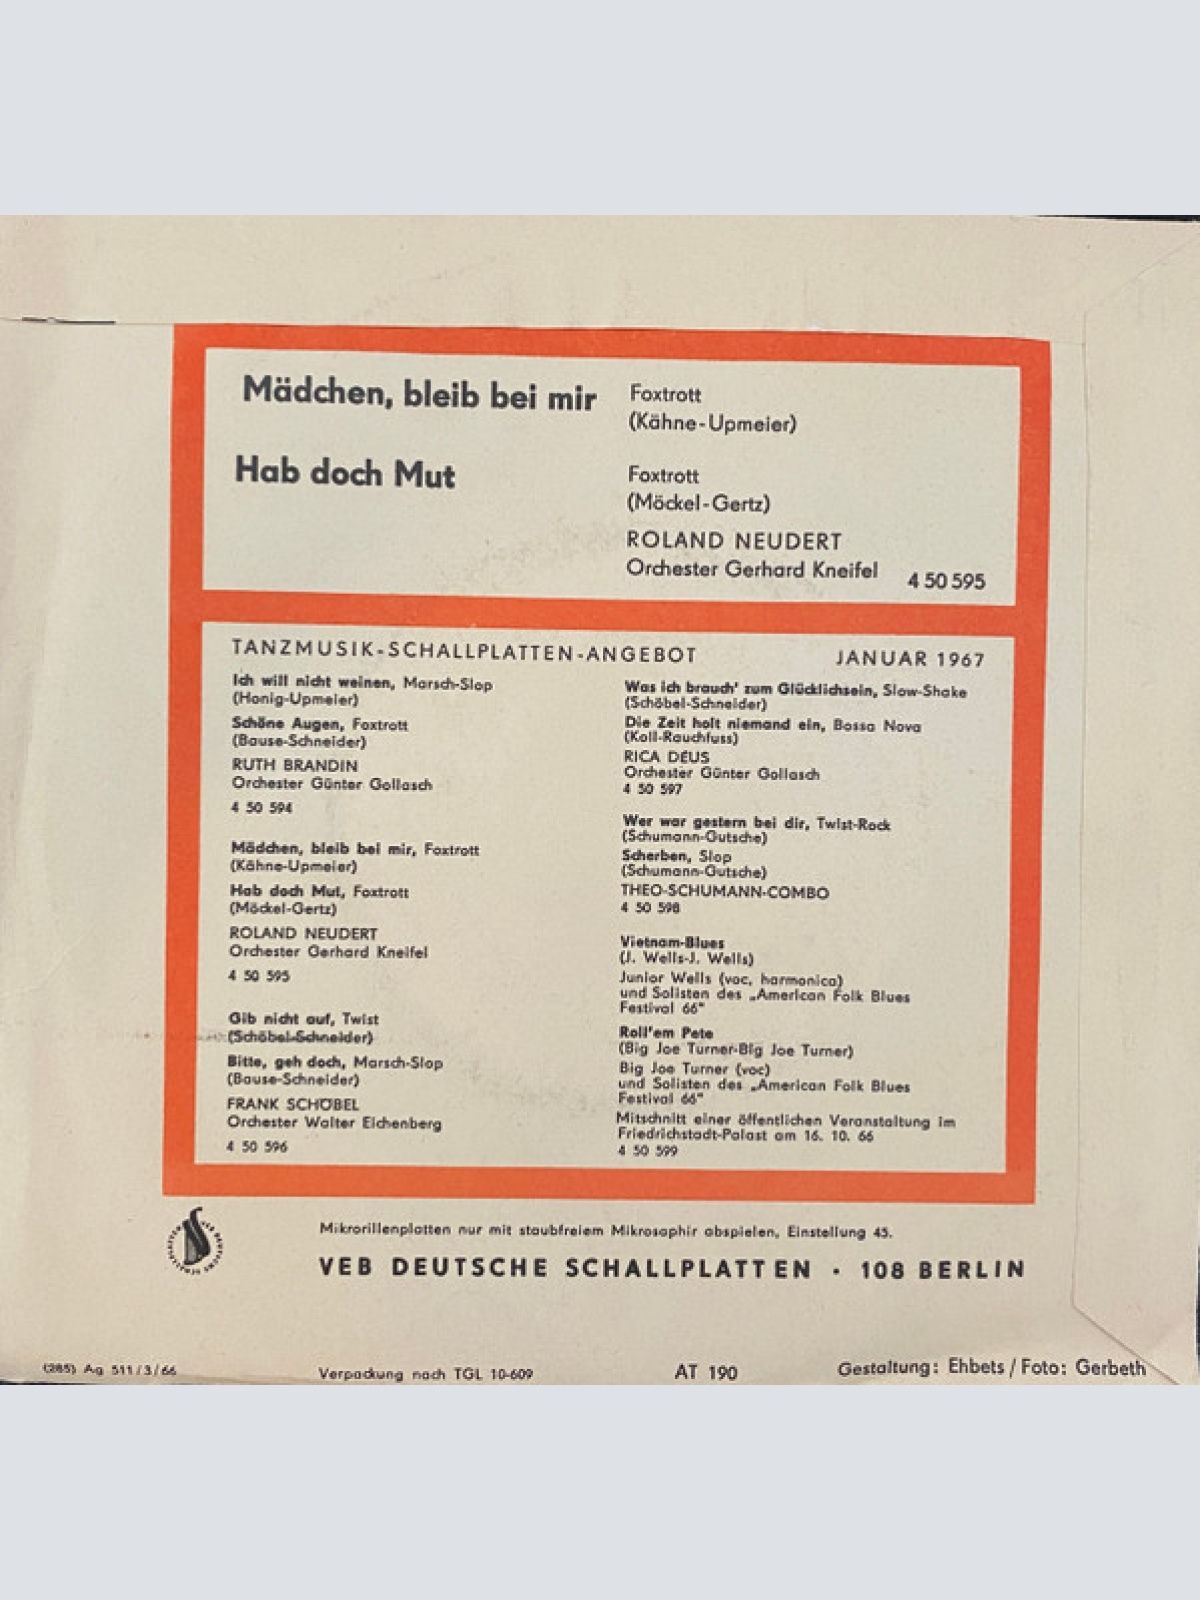 Mädchen, bleib bei mir Foxtrott
(Kähne-Upmeier)
Hab doch Mut Foxtrott
(Möckel-Gertz)
ROLAND NEUDERT
Orchester Gerhard Kneifel 4 50 595
TANZMUSIK-SCHALLPLATTEN-ANGEBOT JANUAR 1967
Ich will nicht weinen, Marsch-Slop
(Honig-Upmeier)
Schöne Augen, Foxtrott
(Bause-Schneider)
RUTH BRANDIN
Orchester Günter Gollasch
4 50 594
Mädchen, bleib bei mir, Foxtrott
(Kähne-Upmeier)
Hab doch Mut, Foxtrott
(Möckel-Gertz)
ROLAND NEUDERT
Orchester Gerhard Kneifel
4 50 595
Gib nicht auf, Twist
(Schöbel-Schneider)
Bitte, geh doch, Marsch-Slop
(Bause-Schneider)
FRANK SCHÖBEL
Orchester Walter Eichenberg
4 50 596
Was ich brauch' zum Glücklichsein, Slow-Shake
(Schöbel-Schneider)
Die Zeit holt niemand ein, Bossa Nova
(Koll-Rauchfuss)
RICA DÉUS
Orchester Günter Gollasch
4 50 597
Wer war gestern bei dir, Twist-Rock
(Schumann-Gutsche)
Scherben, Slop
(Schumann-Gutsche)
THEO-SCHUMANN-COMBO
4 50 598
Vietnam-Blues
(J. Wells-J. Wells)
Junior Wells (voc, harmonica)
und Solisten des „American Folk Blues
Festival 66"
Roll'em Pete
(Big Joe Turner-Big Joe Turner)
Big Joe Turner (voc)
und Solisten des „American Folk Blues
Festival 66"
Mitschnitt einer öffentlichen Veranstaltung im
Friedrichstadt-Palast am 16. 10. 66
4 50 599
Mikrorillenplatten nur mit staubfreiem Mikrosaphir abspielen, Einstellung 45.
VEB DEUTSCHE SCHALLPLATTEN · 108 BERLIN
(285) Ag 511/3/66 Verpackung nach TGL 10-609 AT 190 Gestaltung: Ehbets / Foto: Gerbeth